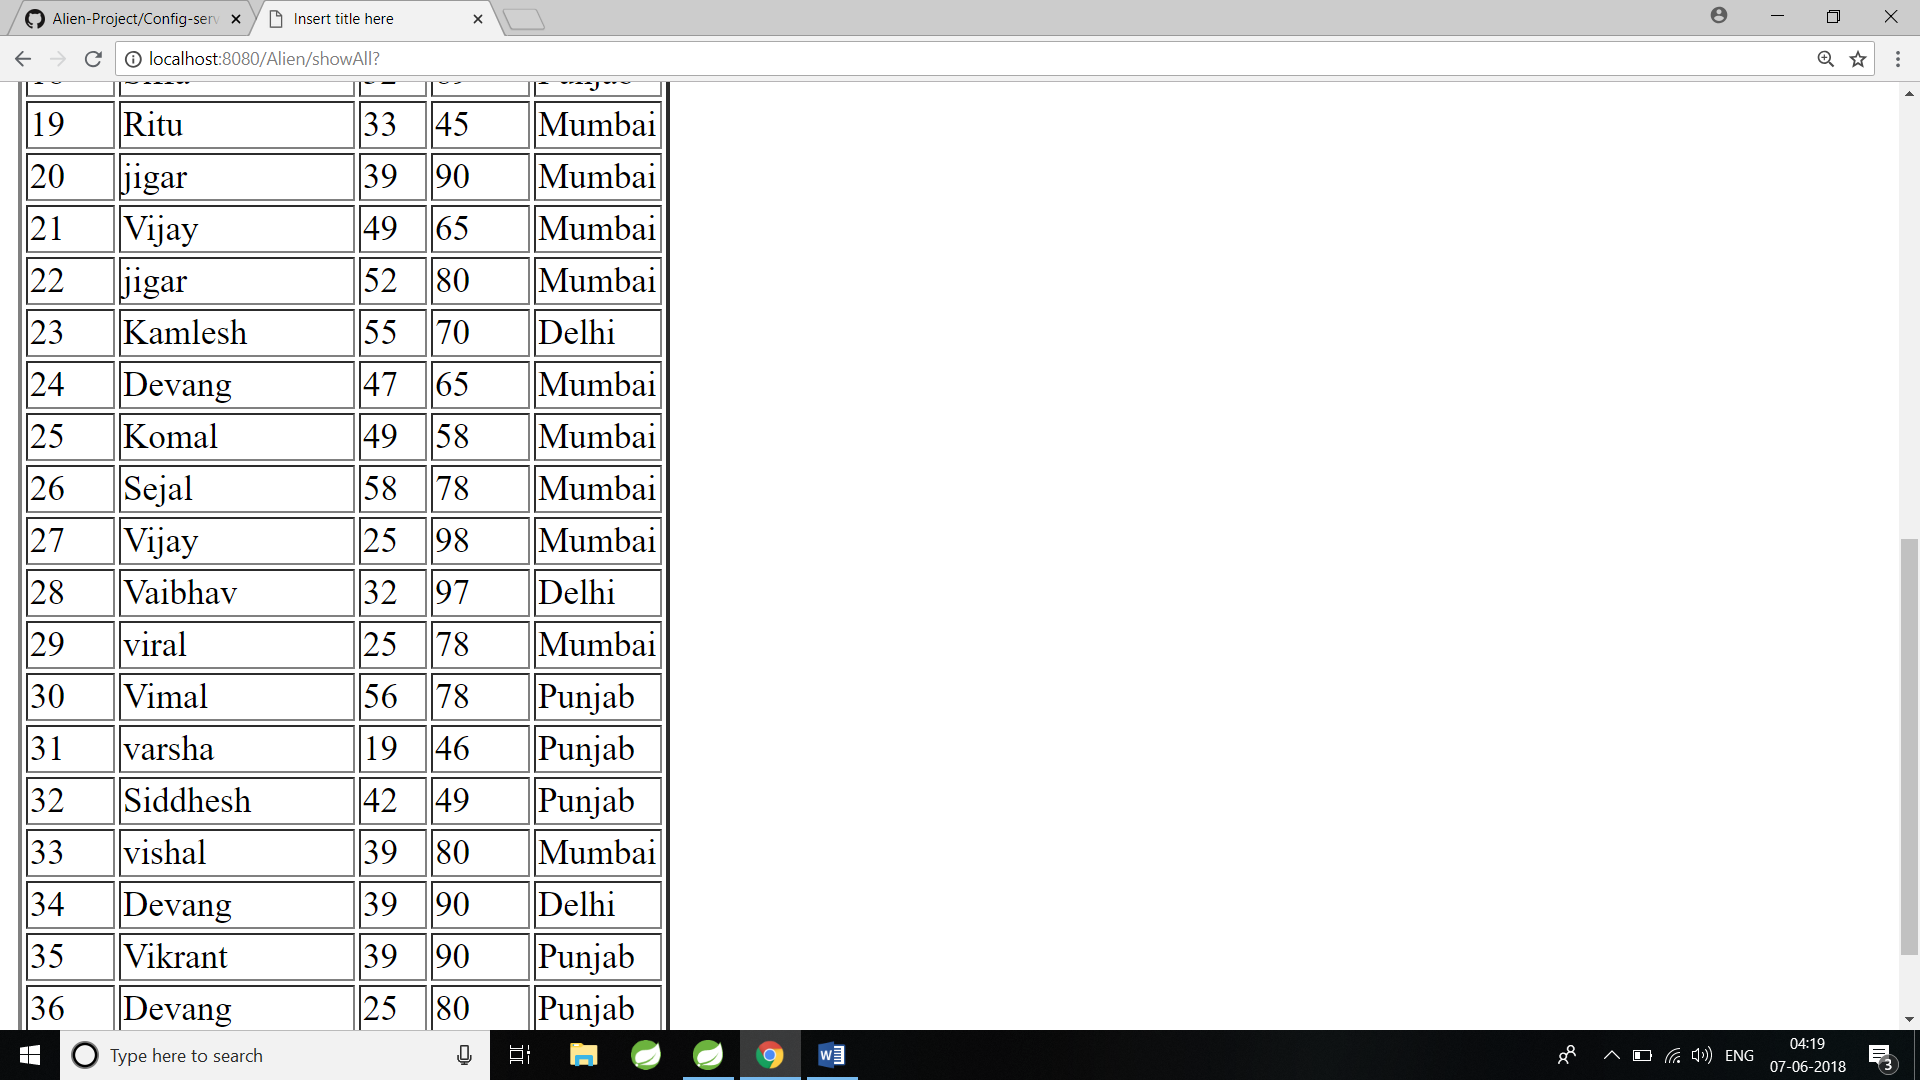 Alien-Project/Config-serv
Insert title here
localhost:8080/Alien/showAll?
19 Ritu 33 45 Mumbai
20 jigar 39 90 Mumbai
21 Vijay 49 65 Mumbai
22 jigar 52 80 Mumbai
23 Kamlesh 55 70 Delhi
24 Devang 47 65 Mumbai
25 Komal 49 58 Mumbai
26 Sejal 58 78 Mumbai
27 Vijay 25 98 Mumbai
28 Vaibhav 32 97 Delhi
29 viral 25 78 Mumbai
30 Vimal 56 78 Punjab
31 varsha 19 46 Punjab
32 Siddhesh 42 49 Punjab
33 vishal 39 80 Mumbai
34 Devang 39 90 Delhi
35 Vikrant 39 90 Punjab
36 Devang 25 80 Punjab
Type here to search
ENG
04:19
07-06-2018
3